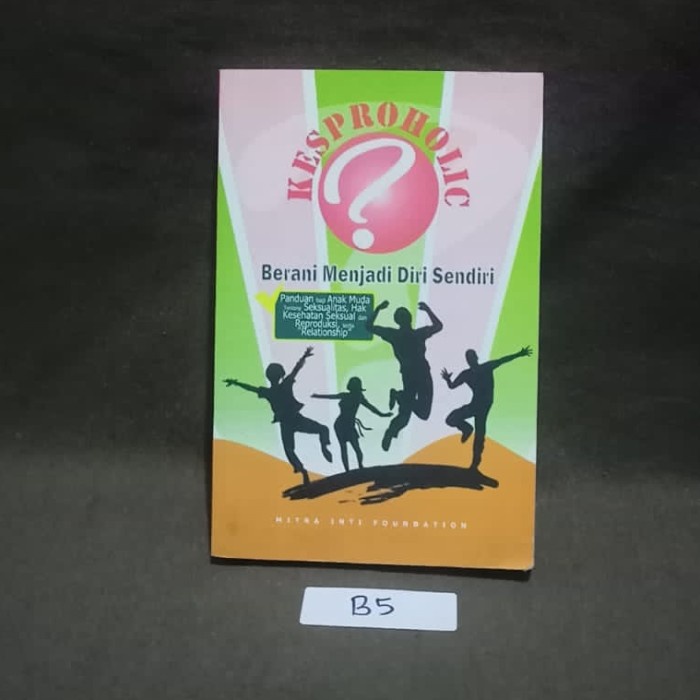 KESPROHOLIC
?
Berani Menjadi Diri Sendiri
Panduan bagi Anak Muda
Tentang Seksualitas, Hak
Kesehatan Seksual dan
Reproduksi, serta
"Relationship"
MITRA INTI FOUNDATION
B5